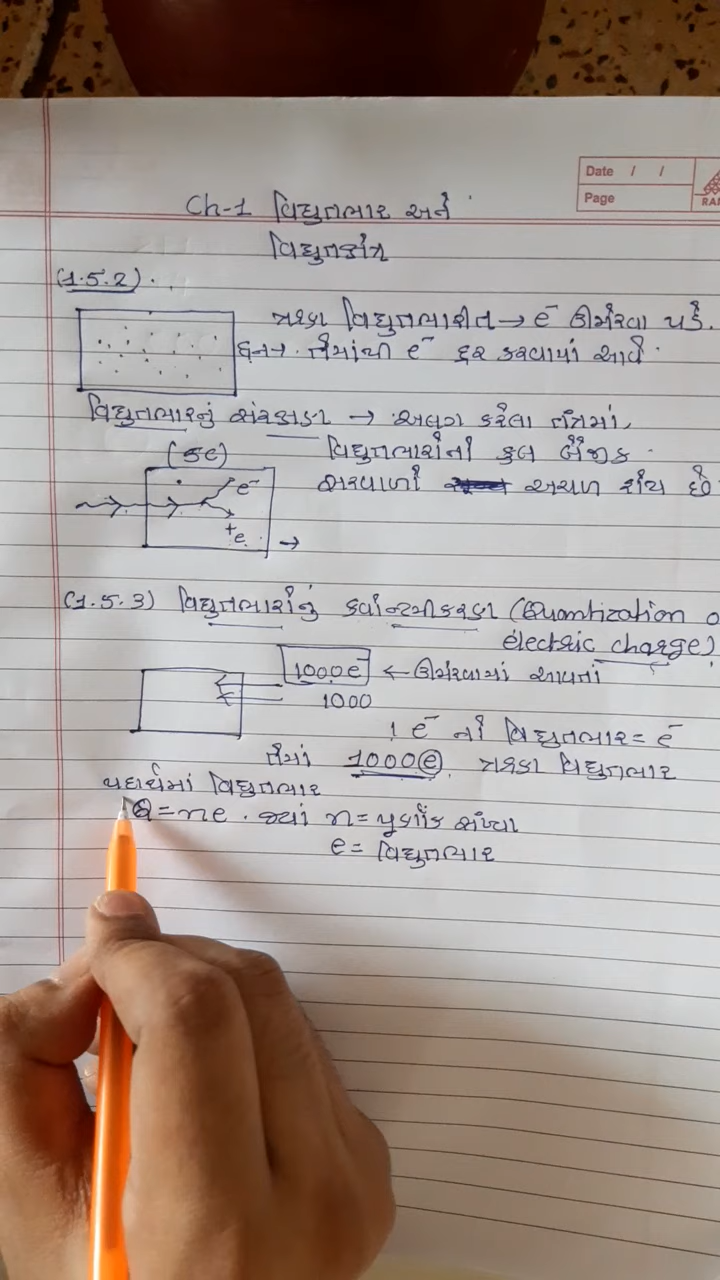 Date / /
Page
RA
Ch-1 વિદ્યુતભાર અને
વિદ્યુતક્ષેત્ર
(1.5.2).
ઋણ વિદ્યુતભારીત → e⁻ ઉમેરવા પડે.
ધન → તેમાંથી e⁻ દૂર કરવામાં આવે.
વિદ્યુતભારનું સંરક્ષણ → અલગ કરેલા તંત્રમાં,
વિદ્યુતભારોનો કુલ બૈજીક
(5c)
સરવાળો અચળ રહે છે
e⁻
+e
→
(1.5.3) વિદ્યુતભારનું ક્વોન્ટમીકરણ (Quantization o
electric charge)
1000e⁻ ← ઉમેરવામાં આવતાં
1000
1 e⁻ નો વિદ્યુતભાર = e⁻
તેમાં 1000e ઋણ વિદ્યુતભાર
પદાર્થમાં વિદ્યુતભાર
Q = ne. જ્યાં n = પુર્ણાંક સંખ્યા
e = વિદ્યુતભાર